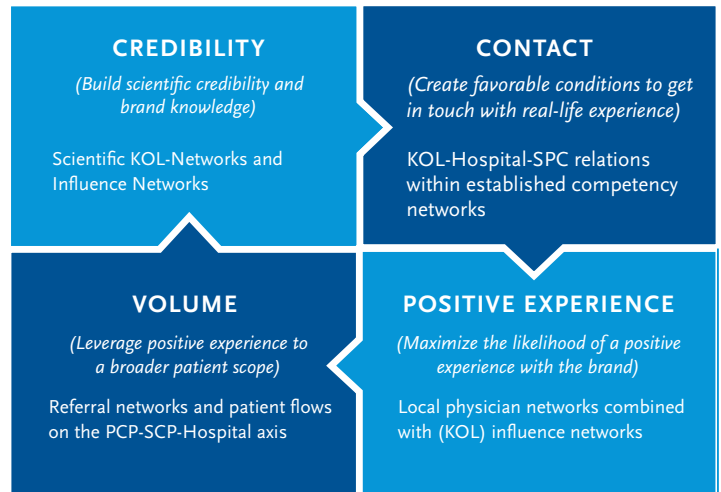 CREDIBILITY
(Build scientific credibility and
brand knowledge)
Scientific KOL-Networks and
Influence Networks
CONTACT
(Create favorable conditions to get
in touch with real-life experience)
KOL-Hospital-SPC relations
within established competency
networks
VOLUME
(Leverage positive experience to
a broader patient scope)
Referral networks and patient flows
on the PCP-SCP-Hospital axis
POSITIVE EXPERIENCE
(Maximize the likelihood of a positive
experience with the brand)
Local physician networks combined
with (KOL) influence networks